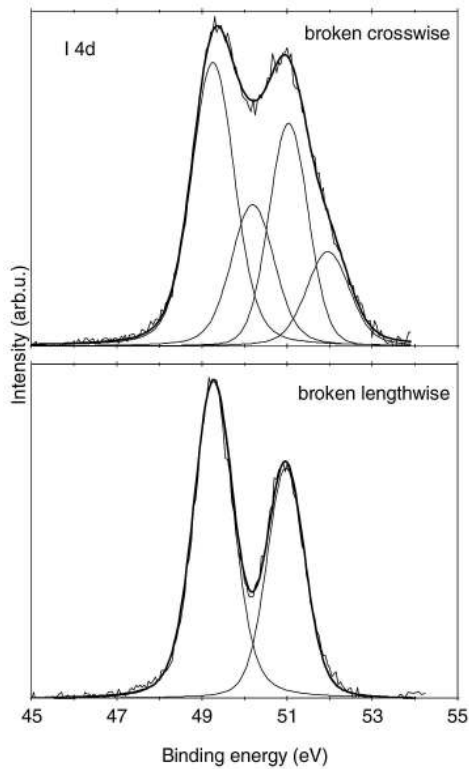 I 4d
broken crosswise
Intensity (arb.u.)
broken lengthwise
45 47 49 51 53 55
Binding energy (eV)